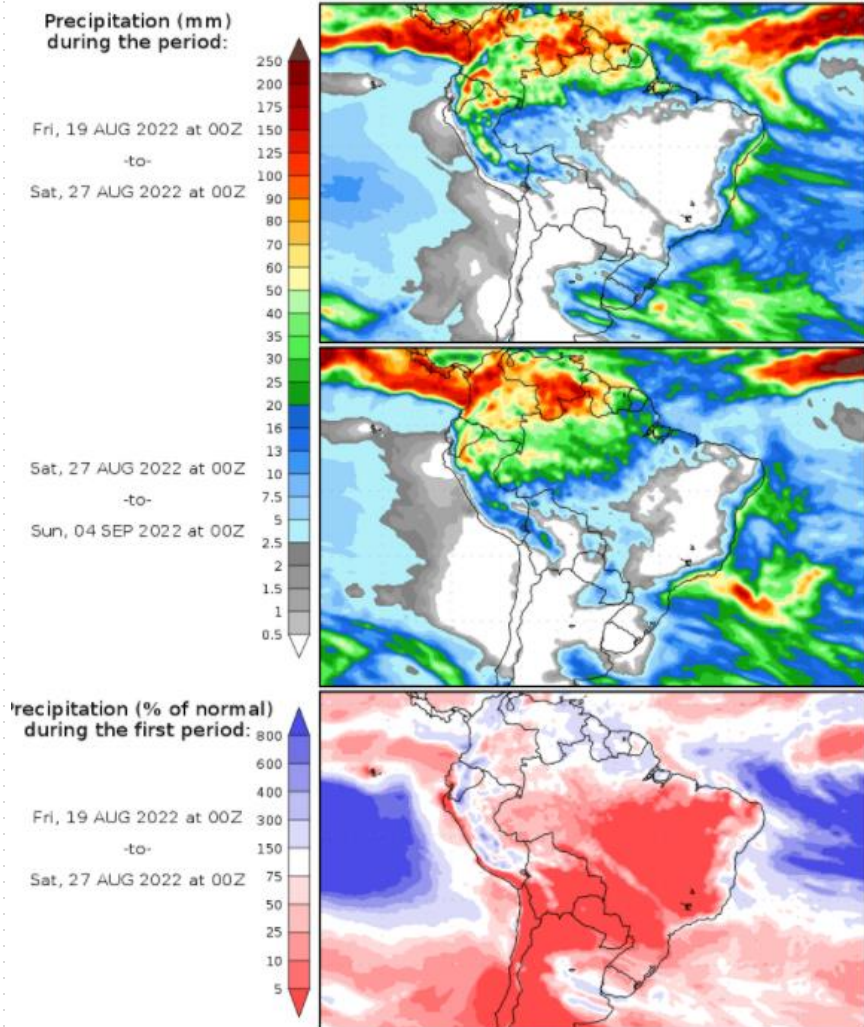 Precipitation (mm)
during the period:
Fri, 19 AUG 2022 at 00Z
-to-
Sat, 27 AUG 2022 at 00Z
250
200
175
150
125
100
90
80
70
60
50
40
35
30
25
20
16
13
10
7.5
5
2.5
2
1.5
1
0.5
Sat, 27 AUG 2022 at 00Z
-to-
Sun, 04 SEP 2022 at 00Z
Precipitation (% of normal)
during the first period:
800
600
400
300
150
75
50
25
10
5
Fri, 19 AUG 2022 at 00Z
-to-
Sat, 27 AUG 2022 at 00Z